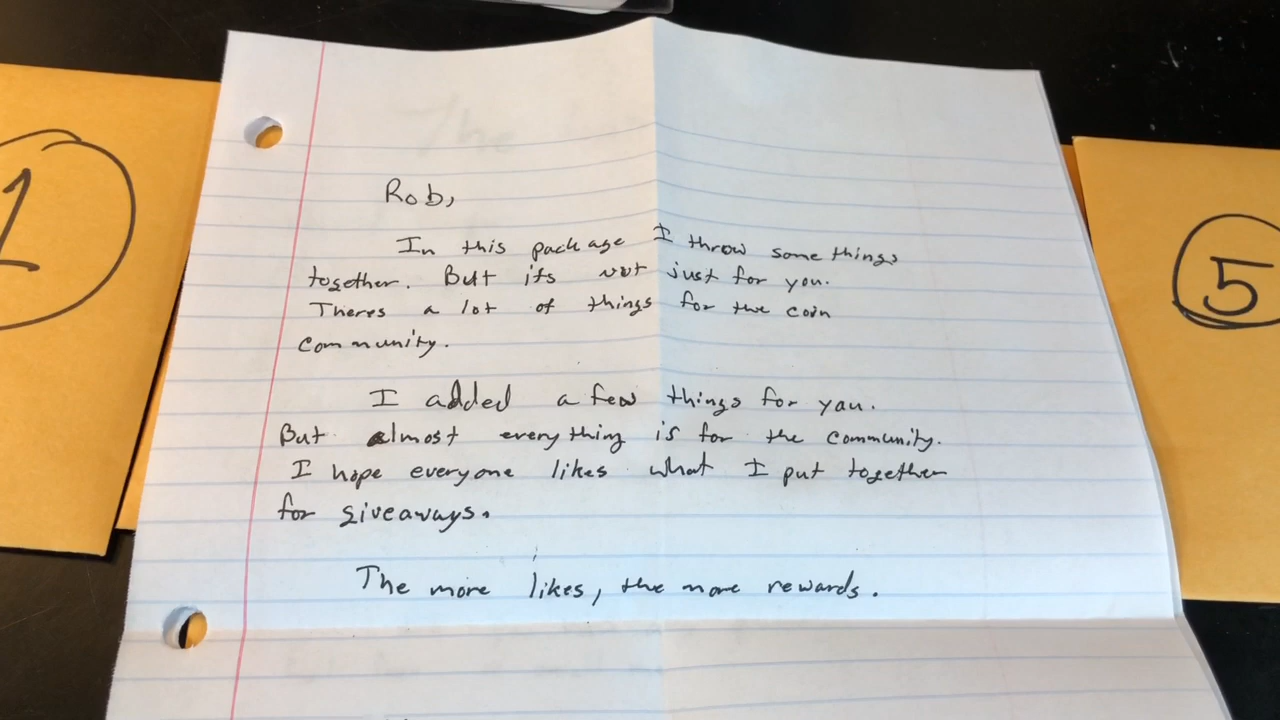 1
5
Rob,
In this package I throw some things
together. But its not just for you.
Theres a lot of things for the coin
community.
I added a few things for you.
But almost everything is for the community.
I hope everyone likes what I put together
for giveaways.
The more likes, the more rewards.